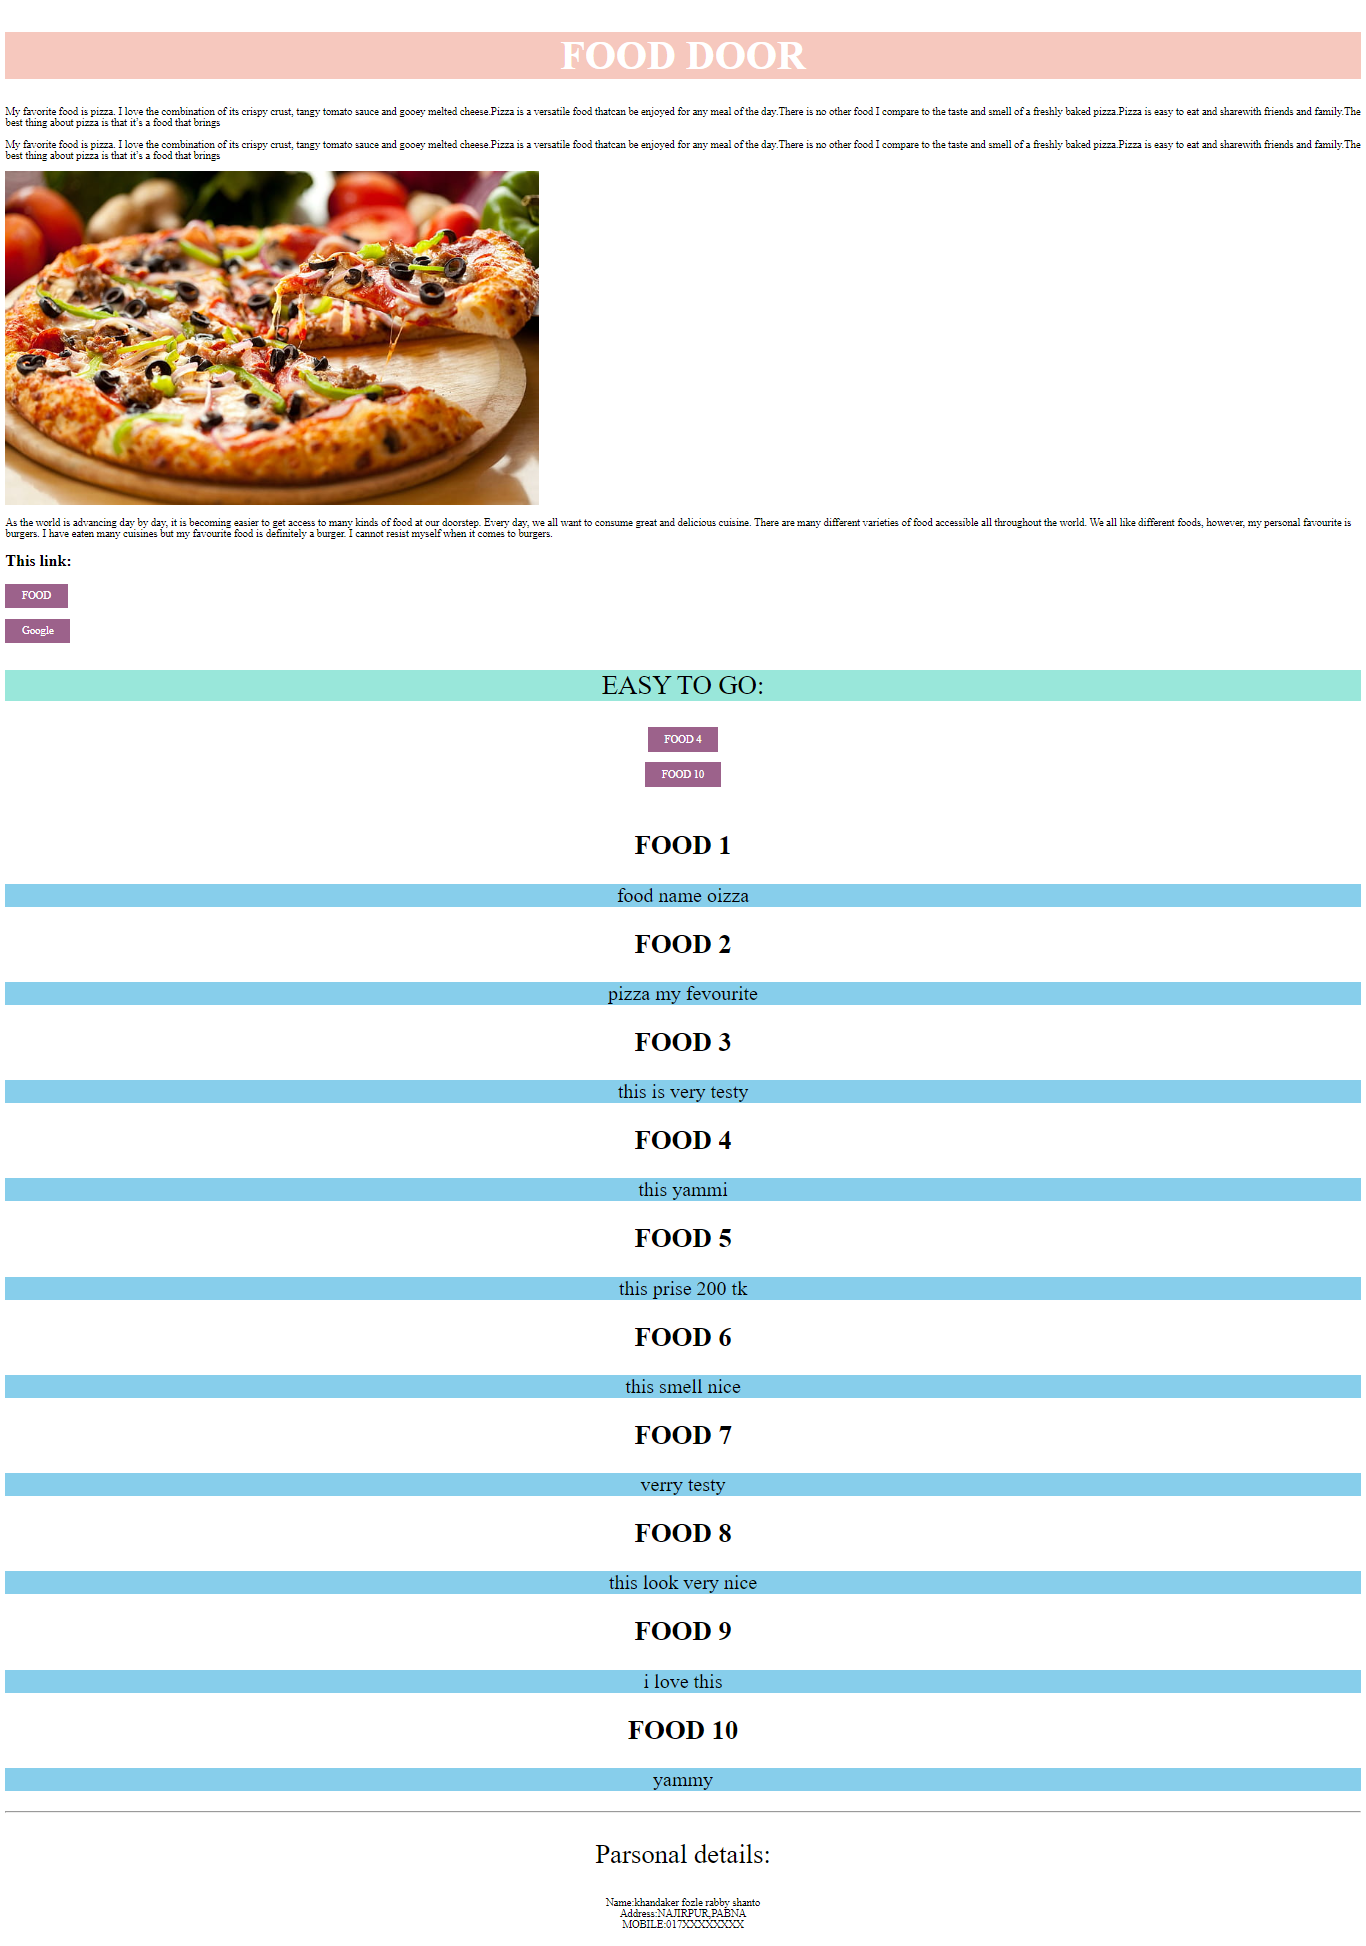 FOOD DOOR
My favorite food is pizza. I love the combination of its crispy crust, tangy tomato sauce and gooey melted cheese.Pizza is a versatile food thatcan be enjoyed for any meal of the day.There is no other food I compare to the taste and smell of a freshly baked pizza.Pizza is easy to eat and sharewith friends and family.The
best thing about pizza is that it's a food that brings
My favorite food is pizza. I love the combination of its crispy crust, tangy tomato sauce and gooey melted cheese.Pizza is a versatile food thatcan be enjoyed for any meal of the day.There is no other food I compare to the taste and smell of a freshly baked pizza.Pizza is easy to eat and sharewith friends and family.The
best thing about pizza is that it's a food that brings
As the world is advancing day by day, it is becoming easier to get access to many kinds of food at our doorstep. Every day, we all want to consume great and delicious cuisine. There are many different varieties of food accessible all throughout the world. We all like different foods, however, my personal favourite is
burgers. I have eaten many cuisines but my favourite food is definitely a burger. I cannot resist myself when it comes to burgers.
This link:
FOOD
Google
EASY TO GO:
FOOD 4
FOOD 10
FOOD 1
food name oizza
FOOD 2
pizza my fevourite
FOOD 3
this is very testy
FOOD 4
this yammi
FOOD 5
this prise 200 tk
FOOD 6
this smell nice
FOOD 7
verry testy
FOOD 8
this look very nice
FOOD 9
i love this
FOOD 10
yammy
Parsonal details:
Name:khandaker fozle rabby shanto
Address:NAJIRPUR,PABNA
MOBILE:017XXXXXXXX